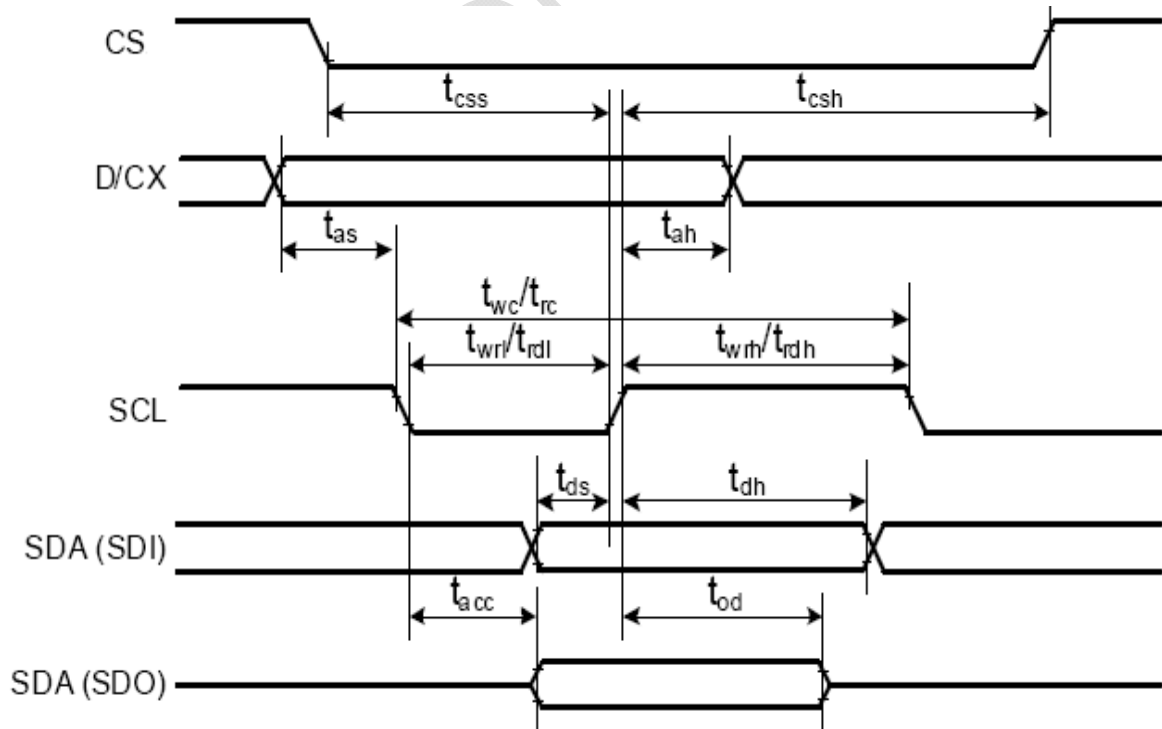 CS
tcss
tcsh
D/CX
tas
tah
twc/trc
twrl/trdl
twrh/trdh
SCL
tds
tdh
SDA (SDI)
tacc
tod
SDA (SDO)